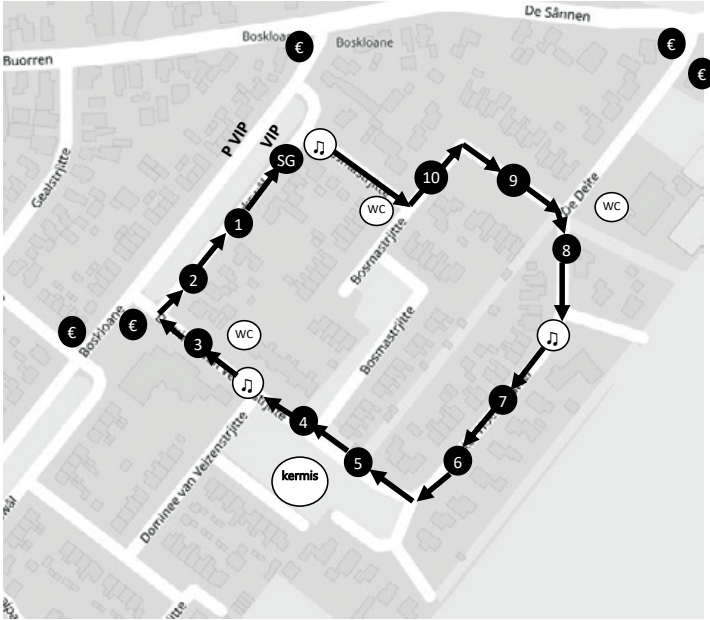 De Sânnen
Boskloane
Boskloane
€
€
€
Buorren
P VIP
VIP
SG
♫
Gealstrjitte
10
9
WC
WC
De Delte
1
8
Bosmastrjitte
2
€
€
Boskloane
3
WC
♫
Bosmastrjitte
♫
7
4
5
6
kermis
Dominee van Velzenstrjitte